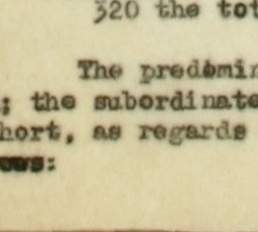 320 the tot
The predomin
; the subordinate
hort, as regards
ows: